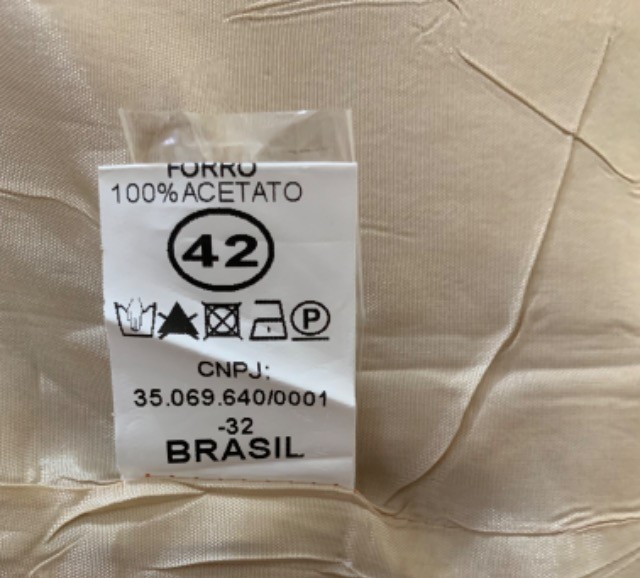 FORRO
100% ACETATO
42
P
CNPJ:
35.069.640/0001
-32
BRASIL